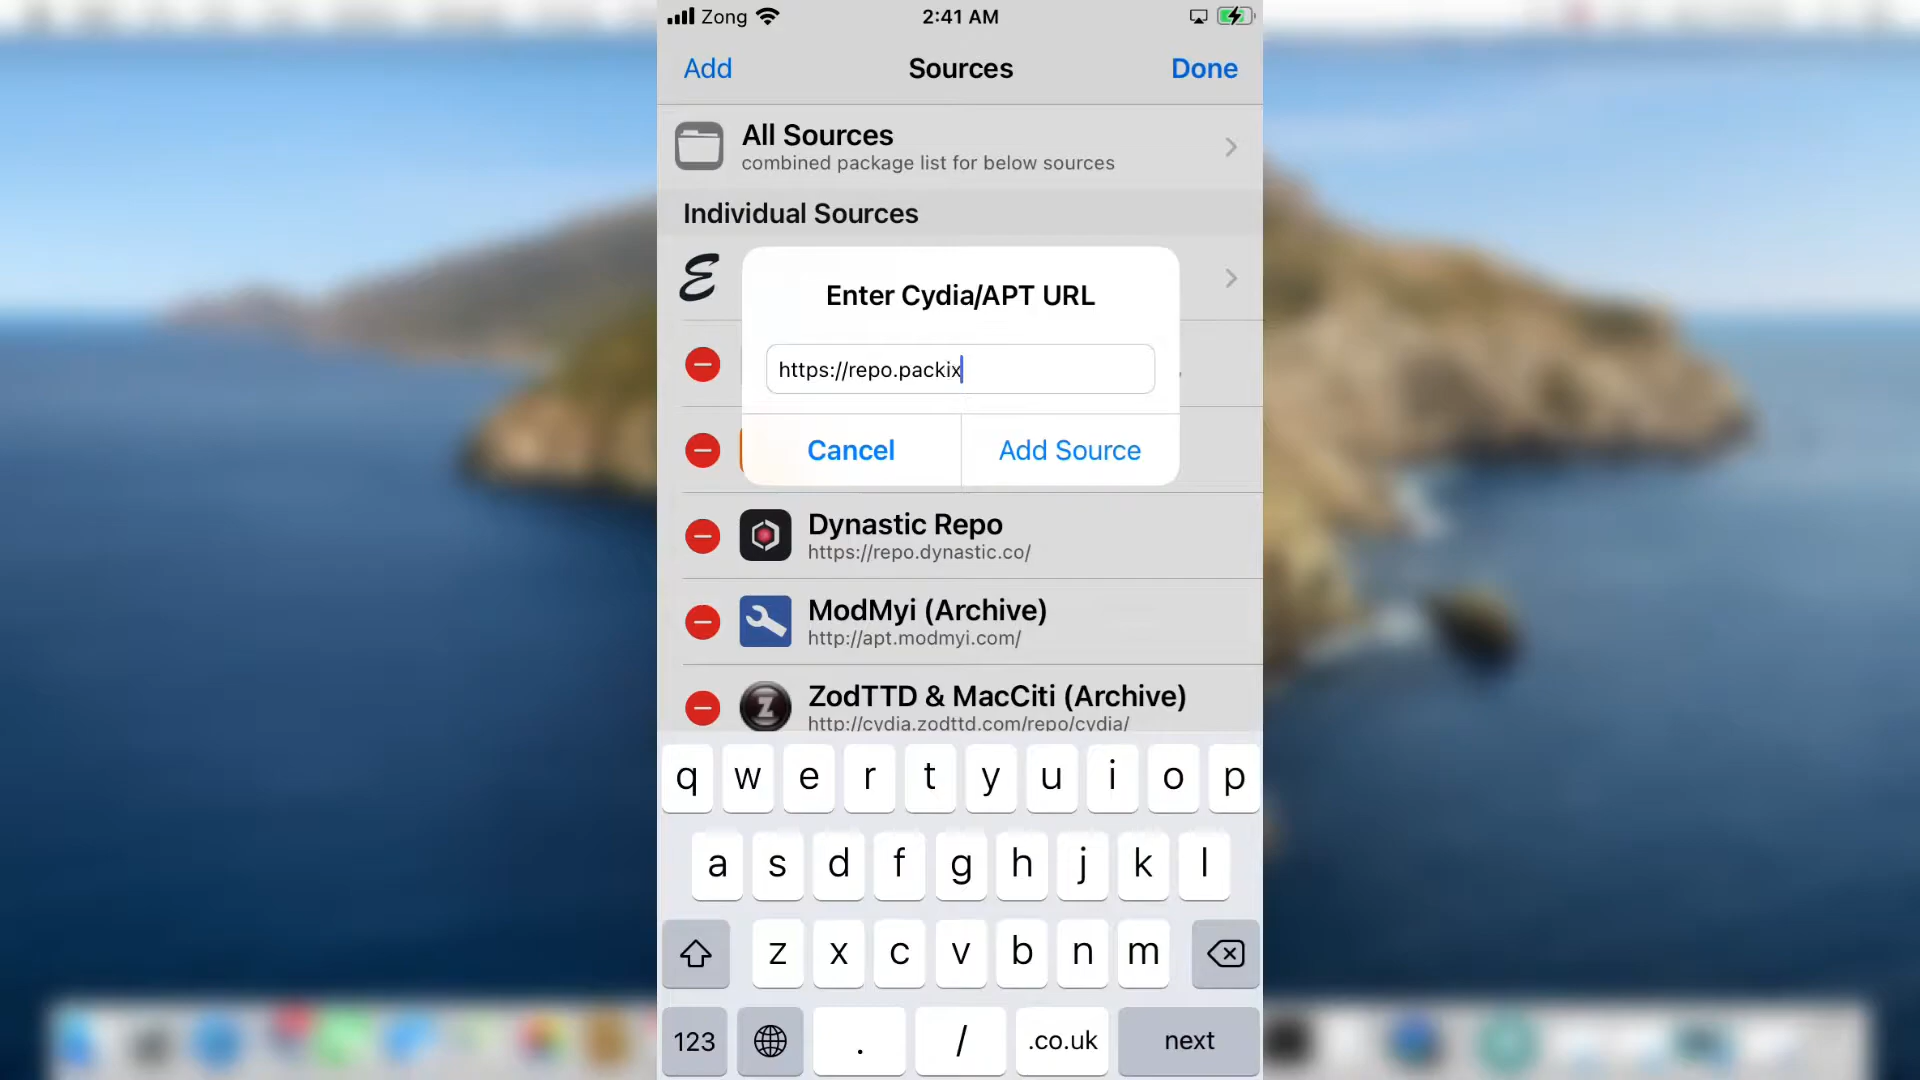 Zong 2:41 AM
Add Sources Done
All Sources
combined package list for below sources
Individual Sources
E
Enter Cydia/APT URL
https://repo.packix
Cancel Add Source
Dynastic Repo
https://repo.dynastic.co/
ModMyi (Archive)
http://apt.modmyi.com/
Z
ZodTTD & MacCiti (Archive)
http://cydia.zodttd.com/repo/cydia/
q w e r t y u i o p
a s d f g h j k l
z x c v b n m
123 . / .co.uk next